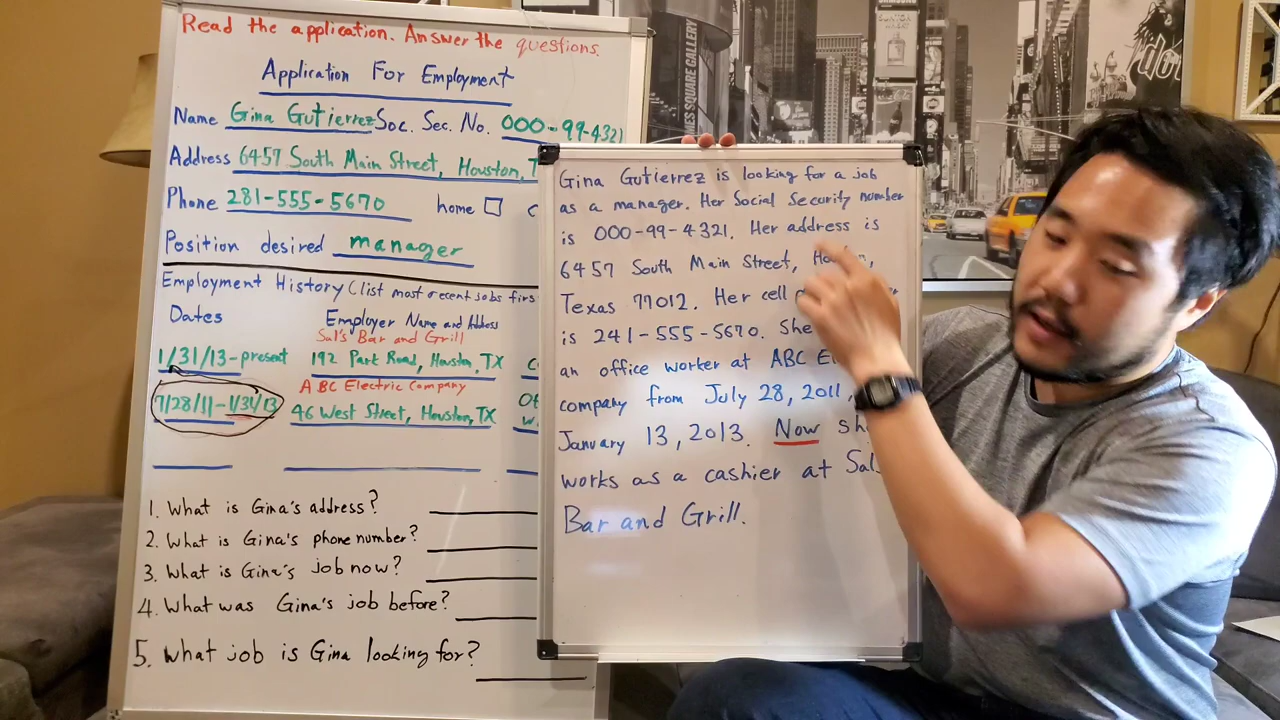 Read the application. Answer the questions.
Application For Employment
Name Gina Gutierrez Soc. Sec. No. 000-99-4321
Address 6457 South Main Street, Houston, T
Phone 281-555-5670 home
Position desired manager
Employment History (list most recent jobs firs
Dates Employer Name and Address
Sal's Bar and Grill
1/31/13-present 192 Park Road, Houston, TX
ABC Electric Company
7/28/11-1/31/13 46 West Street, Houston, TX
1. What is Gina's address?
2. What is Gina's phone number?
3. What is Gina's job now?
4. What was Gina's job before?
5. What job is Gina looking for?
Gina Gutierrez is looking for a job
as a manager. Her Social Security number
is 000-99-4321. Her address is
6457 South Main Street,
Texas 77012. Her cell
is 241-555-5670. She
an office worker at ABC
company from July 28, 2011,
January 13, 2013. Now sh
works as a cashier at Sal
Bar and Grill.